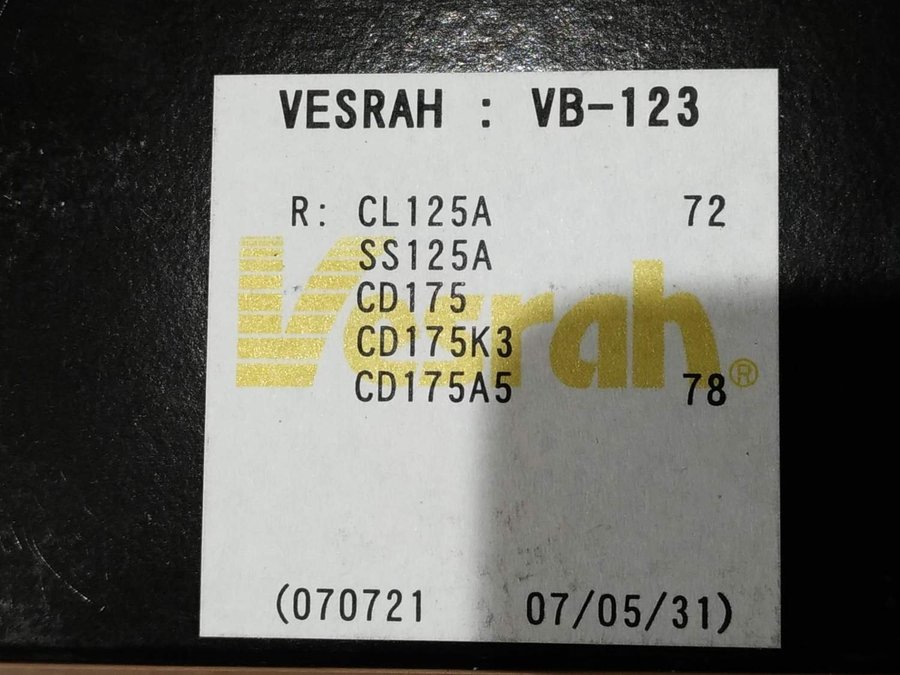 VESRAH : VB-123
R: CL125A 72
SS125A
CD175
CD175K3
CD175A5 78
Vesrah®
(070721 07/05/31)